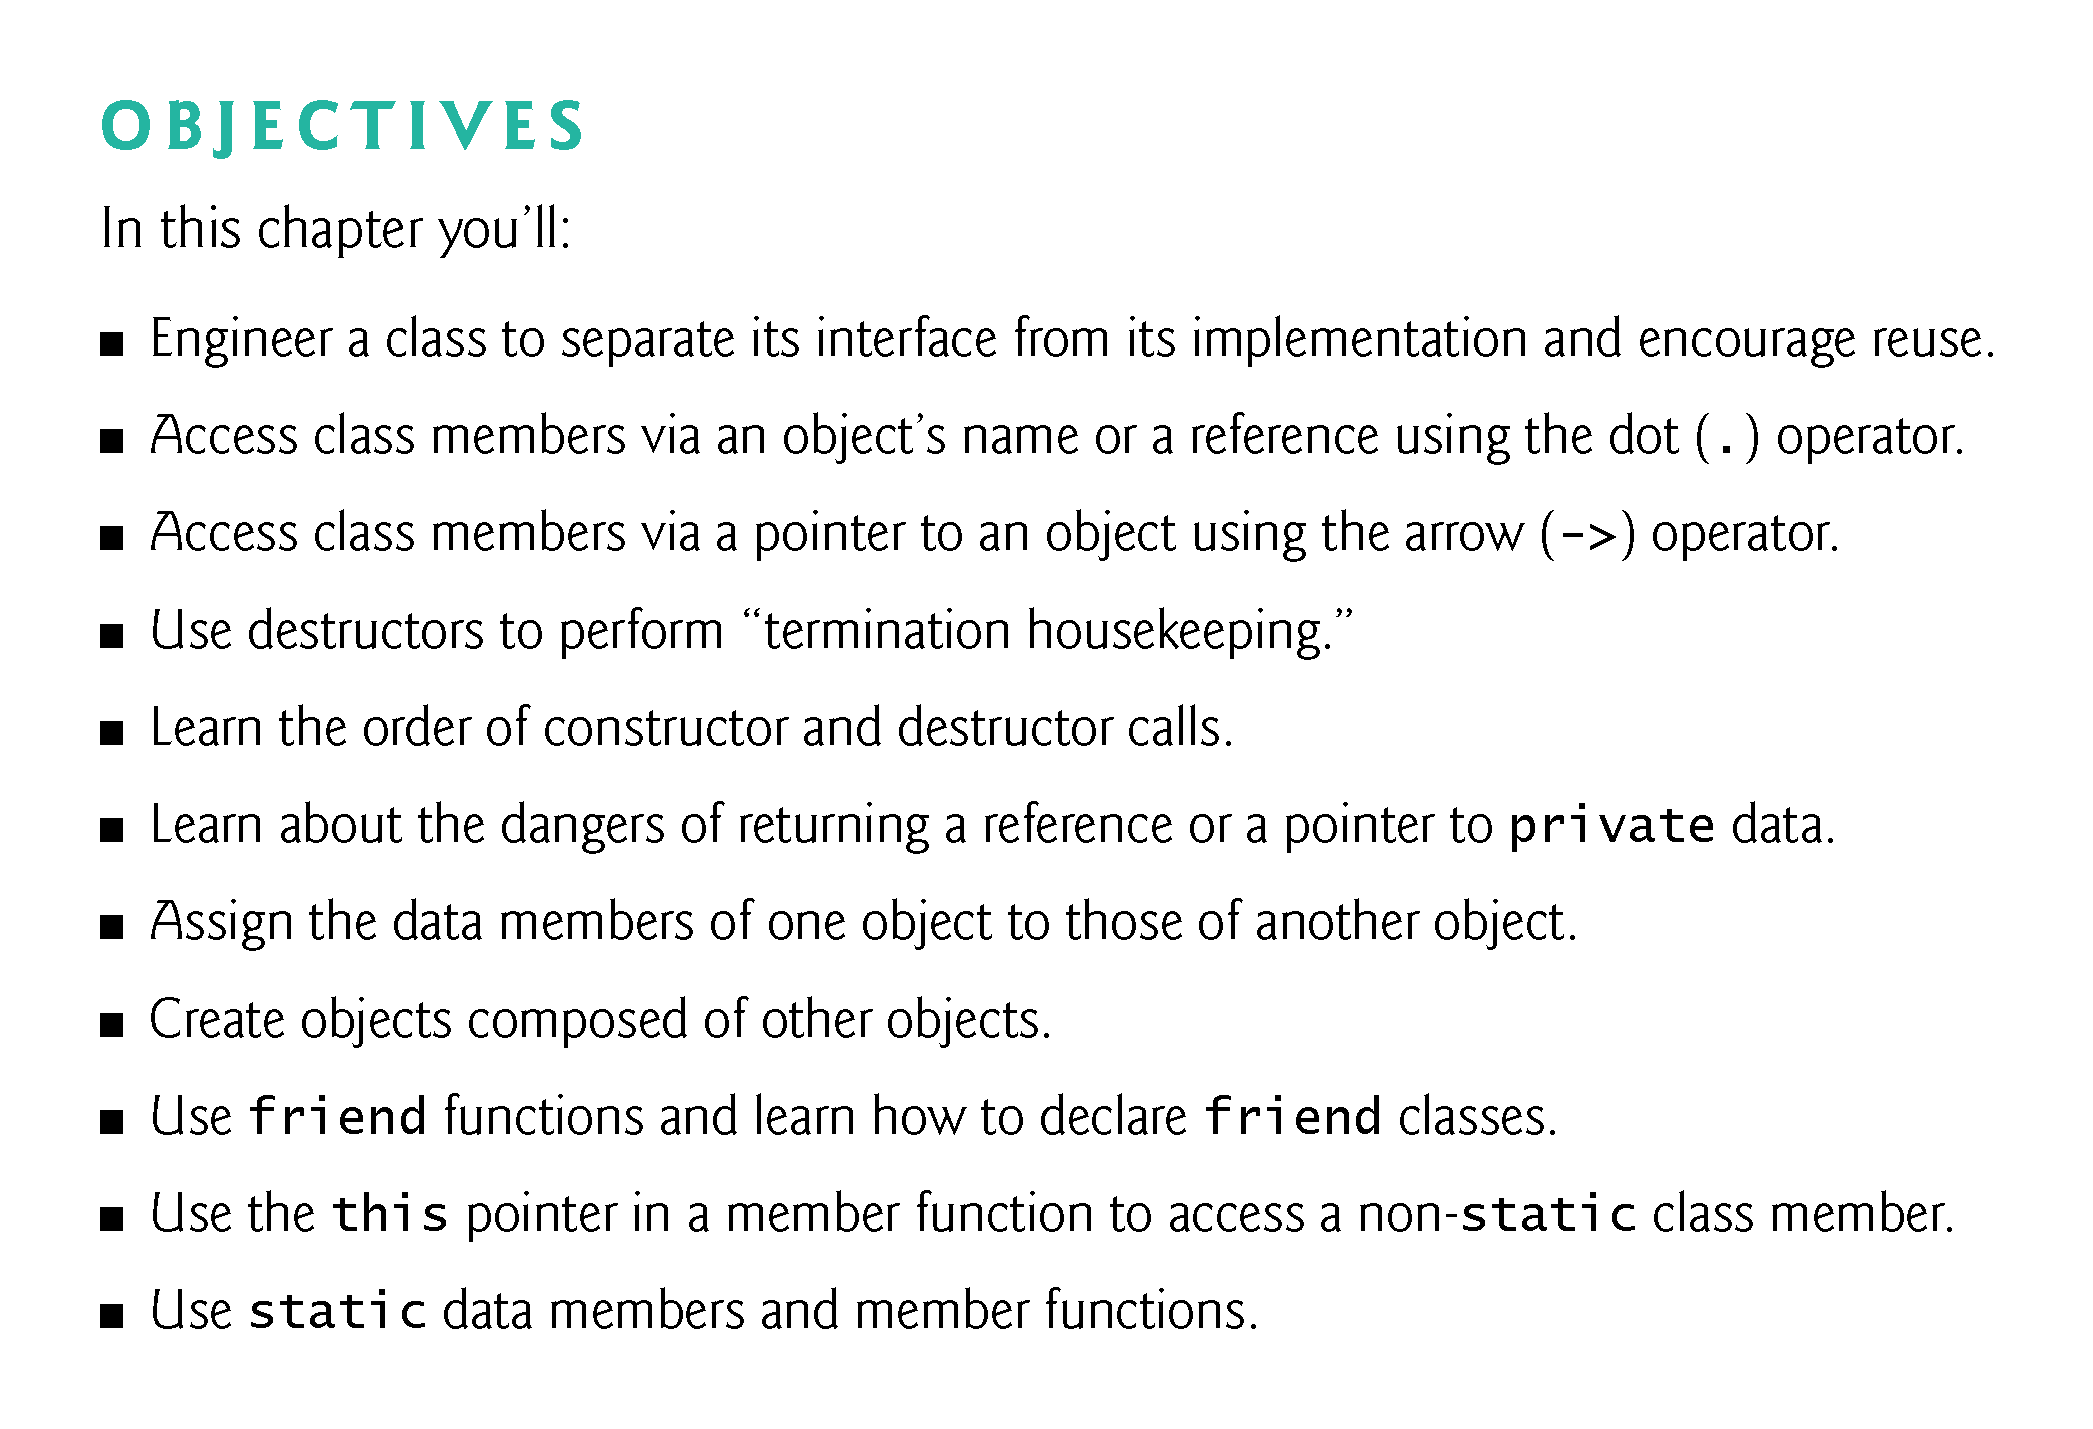 OBJECTIVES
In this chapter you’ll:
■ Engineer a class to separate its interface from its implementation and encourage reuse.
■ Access class members via an object’s name or a reference using the dot (.) operator.
■ Access class members via a pointer to an object using the arrow (->) operator.
■ Use destructors to perform “termination housekeeping.”
■ Learn the order of constructor and destructor calls.
■ Learn about the dangers of returning a reference or a pointer to private data.
■ Assign the data members of one object to those of another object.
■ Create objects composed of other objects.
■ Use friend functions and learn how to declare friend classes.
■ Use the this pointer in a member function to access a non-static class member.
■ Use static data members and member functions.